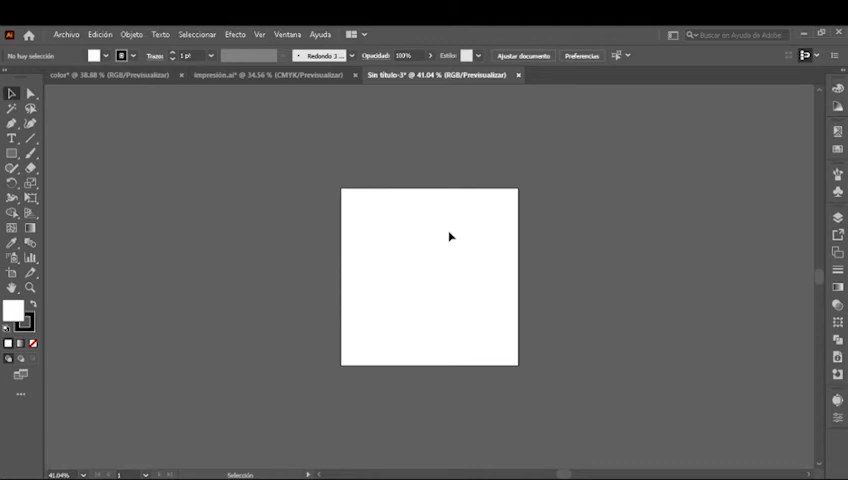 Ai Archivo Edición Objeto Texto Seleccionar Efecto Ver Ventana Ayuda Buscar en Ayuda de Adobe
No hay selección Trazo: 1 pt Redondo 3 ... Opacidad: 100% Estilo: Ajustar documento Preferencias
color* @ 38.88 % (RGB/Previsualizar) × impresión.ai* @ 34.56 % (CMYK/Previsualizar) × Sin título-3* @ 41.04 % (RGB/Previsualizar) ×
41.04% 1 Selección